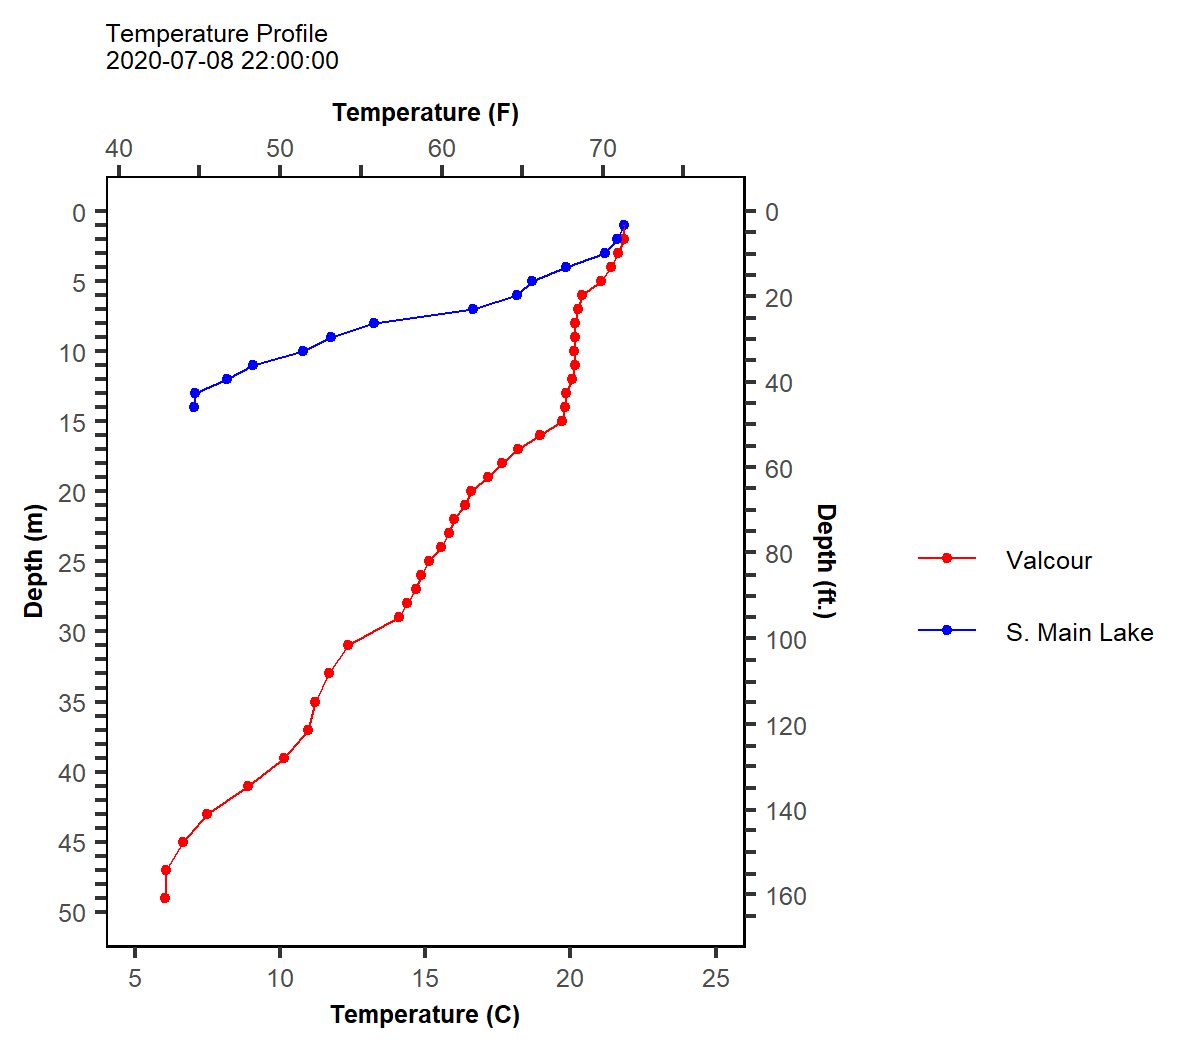 Temperature Profile
2020-07-08 22:00:00
Temperature (F)
40 50 60 70
0
5
10
15
20
25
30
35
40
45
50
Depth (m)
0
20
40
60
80
100
120
140
160
Depth (ft.)
5 10 15 20 25
Temperature (C)
Valcour
S. Main Lake